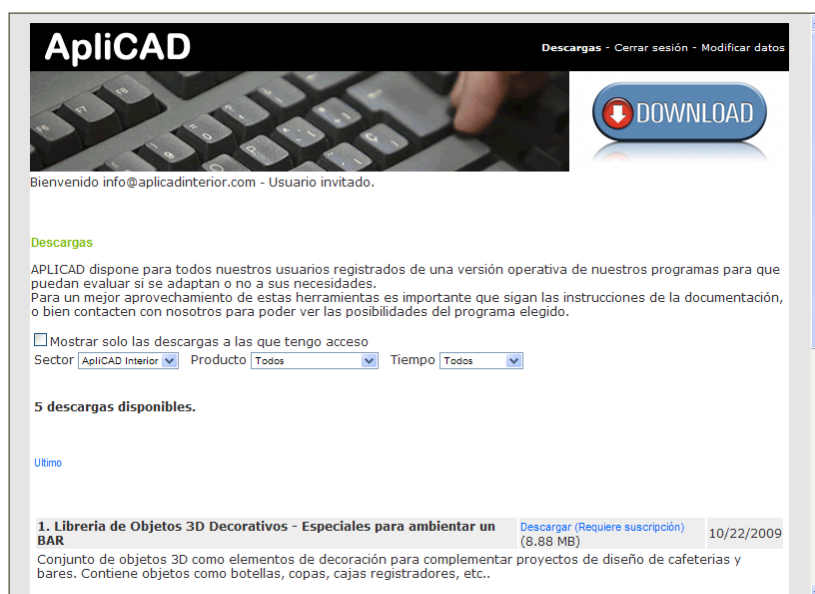 ApliCAD
Descargas - Cerrar sesión - Modificar datos
DOWNLOAD
Bienvenido info@aplicadinterior.com - Usuario invitado.
Descargas
APLICAD dispone para todos nuestros usuarios registrados de una versión operativa de nuestros programas para que
puedan evaluar si se adaptan o no a sus necesidades.
Para un mejor aprovechamiento de estas herramientas es importante que sigan las instrucciones de la documentación,
o bien contacten con nosotros para poder ver las posibilidades del programa elegido.
Mostrar solo las descargas a las que tengo acceso
Sector ApliCAD Interior Producto Todos Tiempo Todos
5 descargas disponibles.
Ultimo
1. Libreria de Objetos 3D Decorativos - Especiales para ambientar un
BAR
Descargar (Requiere suscripción)
(8.88 MB)
10/22/2009
Conjunto de objetos 3D como elementos de decoración para complementar proyectos de diseño de cafeterias y
bares. Contiene objetos como botellas, copas, cajas registradores, etc..